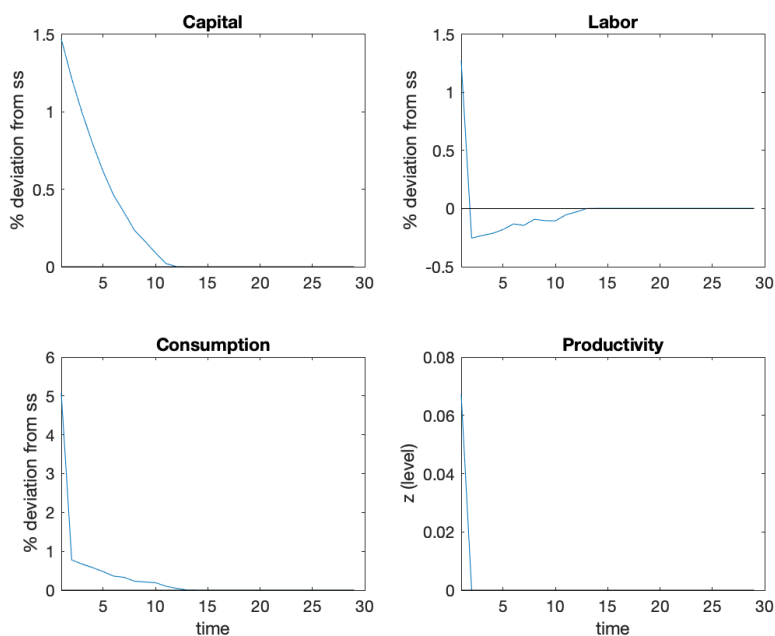 Capital
1.5
1
0.5
0
5 10 15 20 25 30
% deviation from ss
Labor
1.5
1
0.5
0
-0.5
5 10 15 20 25 30
% deviation from ss
Consumption
6
5
4
3
2
1
0
5 10 15 20 25 30
% deviation from ss
time
Productivity
0.08
0.06
0.04
0.02
0
5 10 15 20 25 30
z (level)
time